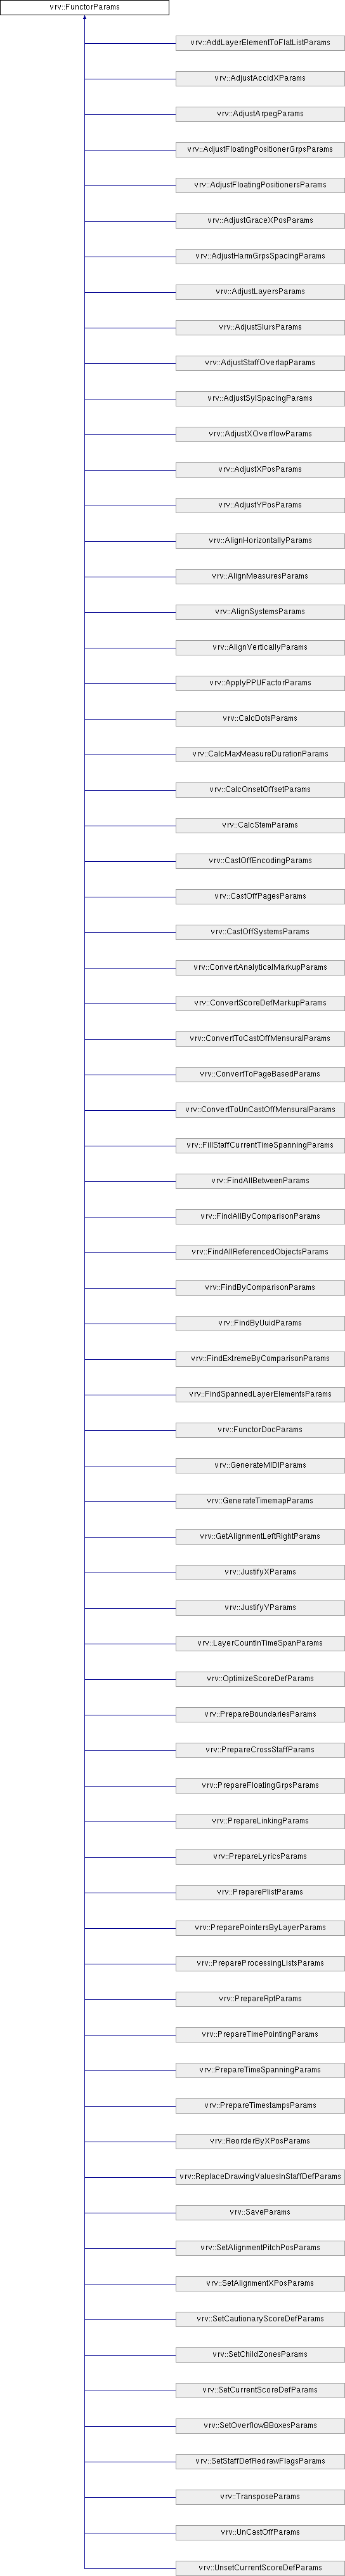 vrv::FunctorParams
vrv::AddLayerElementToFlatListParams
vrv::AdjustAccidXParams
vrv::AdjustArpegParams
vrv::AdjustFloatingPositionerGrpsParams
vrv::AdjustFloatingPositionersParams
vrv::AdjustGraceXPosParams
vrv::AdjustHarmGrpsSpacingParams
vrv::AdjustLayersParams
vrv::AdjustSlursParams
vrv::AdjustStaffOverlapParams
vrv::AdjustSylSpacingParams
vrv::AdjustXOverflowParams
vrv::AdjustXPosParams
vrv::AdjustYPosParams
vrv::AlignHorizontallyParams
vrv::AlignMeasuresParams
vrv::AlignSystemsParams
vrv::AlignVerticallyParams
vrv::ApplyPPUFactorParams
vrv::CalcDotsParams
vrv::CalcMaxMeasureDurationParams
vrv::CalcOnsetOffsetParams
vrv::CalcStemParams
vrv::CastOffEncodingParams
vrv::CastOffPagesParams
vrv::CastOffSystemsParams
vrv::ConvertAnalyticalMarkupParams
vrv::ConvertScoreDefMarkupParams
vrv::ConvertToCastOffMensuralParams
vrv::ConvertToPageBasedParams
vrv::ConvertToUnCastOffMensuralParams
vrv::FillStaffCurrentTimeSpanningParams
vrv::FindAllBetweenParams
vrv::FindAllByComparisonParams
vrv::FindAllReferencedObjectsParams
vrv::FindByComparisonParams
vrv::FindByUuidParams
vrv::FindExtremeByComparisonParams
vrv::FindSpannedLayerElementsParams
vrv::FunctorDocParams
vrv::GenerateMIDIParams
vrv::GenerateTimemapParams
vrv::GetAlignmentLeftRightParams
vrv::JustifyXParams
vrv::JustifyYParams
vrv::LayerCountInTimeSpanParams
vrv::OptimizeScoreDefParams
vrv::PrepareBoundariesParams
vrv::PrepareCrossStaffParams
vrv::PrepareFloatingGrpsParams
vrv::PrepareLinkingParams
vrv::PrepareLyricsParams
vrv::PreparePlistParams
vrv::PreparePointersByLayerParams
vrv::PrepareProcessingListsParams
vrv::PrepareRptParams
vrv::PrepareTimePointingParams
vrv::PrepareTimeSpanningParams
vrv::PrepareTimestampsParams
vrv::ReorderByXPosParams
vrv::ReplaceDrawingValuesInStaffDefParams
vrv::SaveParams
vrv::SetAlignmentPitchPosParams
vrv::SetAlignmentXPosParams
vrv::SetCautionaryScoreDefParams
vrv::SetChildZonesParams
vrv::SetCurrentScoreDefParams
vrv::SetOverflowBBoxesParams
vrv::SetStaffDefRedrawFlagsParams
vrv::TransposeParams
vrv::UnCastOffParams
vrv::UnsetCurrentScoreDefParams